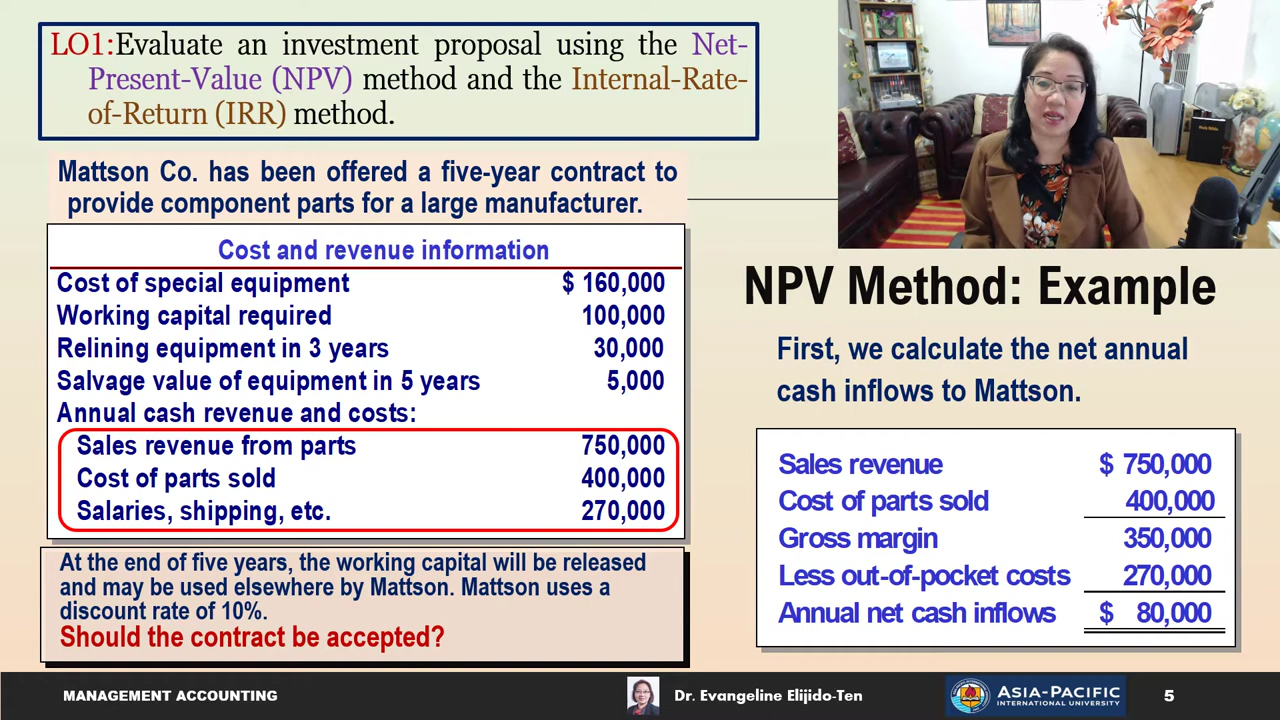 LO1:Evaluate an investment proposal using the Net-
Present-Value (NPV) method and the Internal-Rate-
of-Return (IRR) method.
Mattson Co. has been offered a five-year contract to
provide component parts for a large manufacturer.
Cost and revenue information
Cost of special equipment $ 160,000
Working capital required 100,000
Relining equipment in 3 years 30,000
Salvage value of equipment in 5 years 5,000
Annual cash revenue and costs:
Sales revenue from parts 750,000
Cost of parts sold 400,000
Salaries, shipping, etc. 270,000
At the end of five years, the working capital will be released
and may be used elsewhere by Mattson. Mattson uses a
discount rate of 10%.
Should the contract be accepted?
NPV Method: Example
First, we calculate the net annual
cash inflows to Mattson.
Sales revenue $ 750,000
Cost of parts sold 400,000
Gross margin 350,000
Less out-of-pocket costs 270,000
Annual net cash inflows $ 80,000
MANAGEMENT ACCOUNTING
Dr. Evangeline Elijido-Ten
ASIA-PACIFIC
INTERNATIONAL UNIVERSITY
5